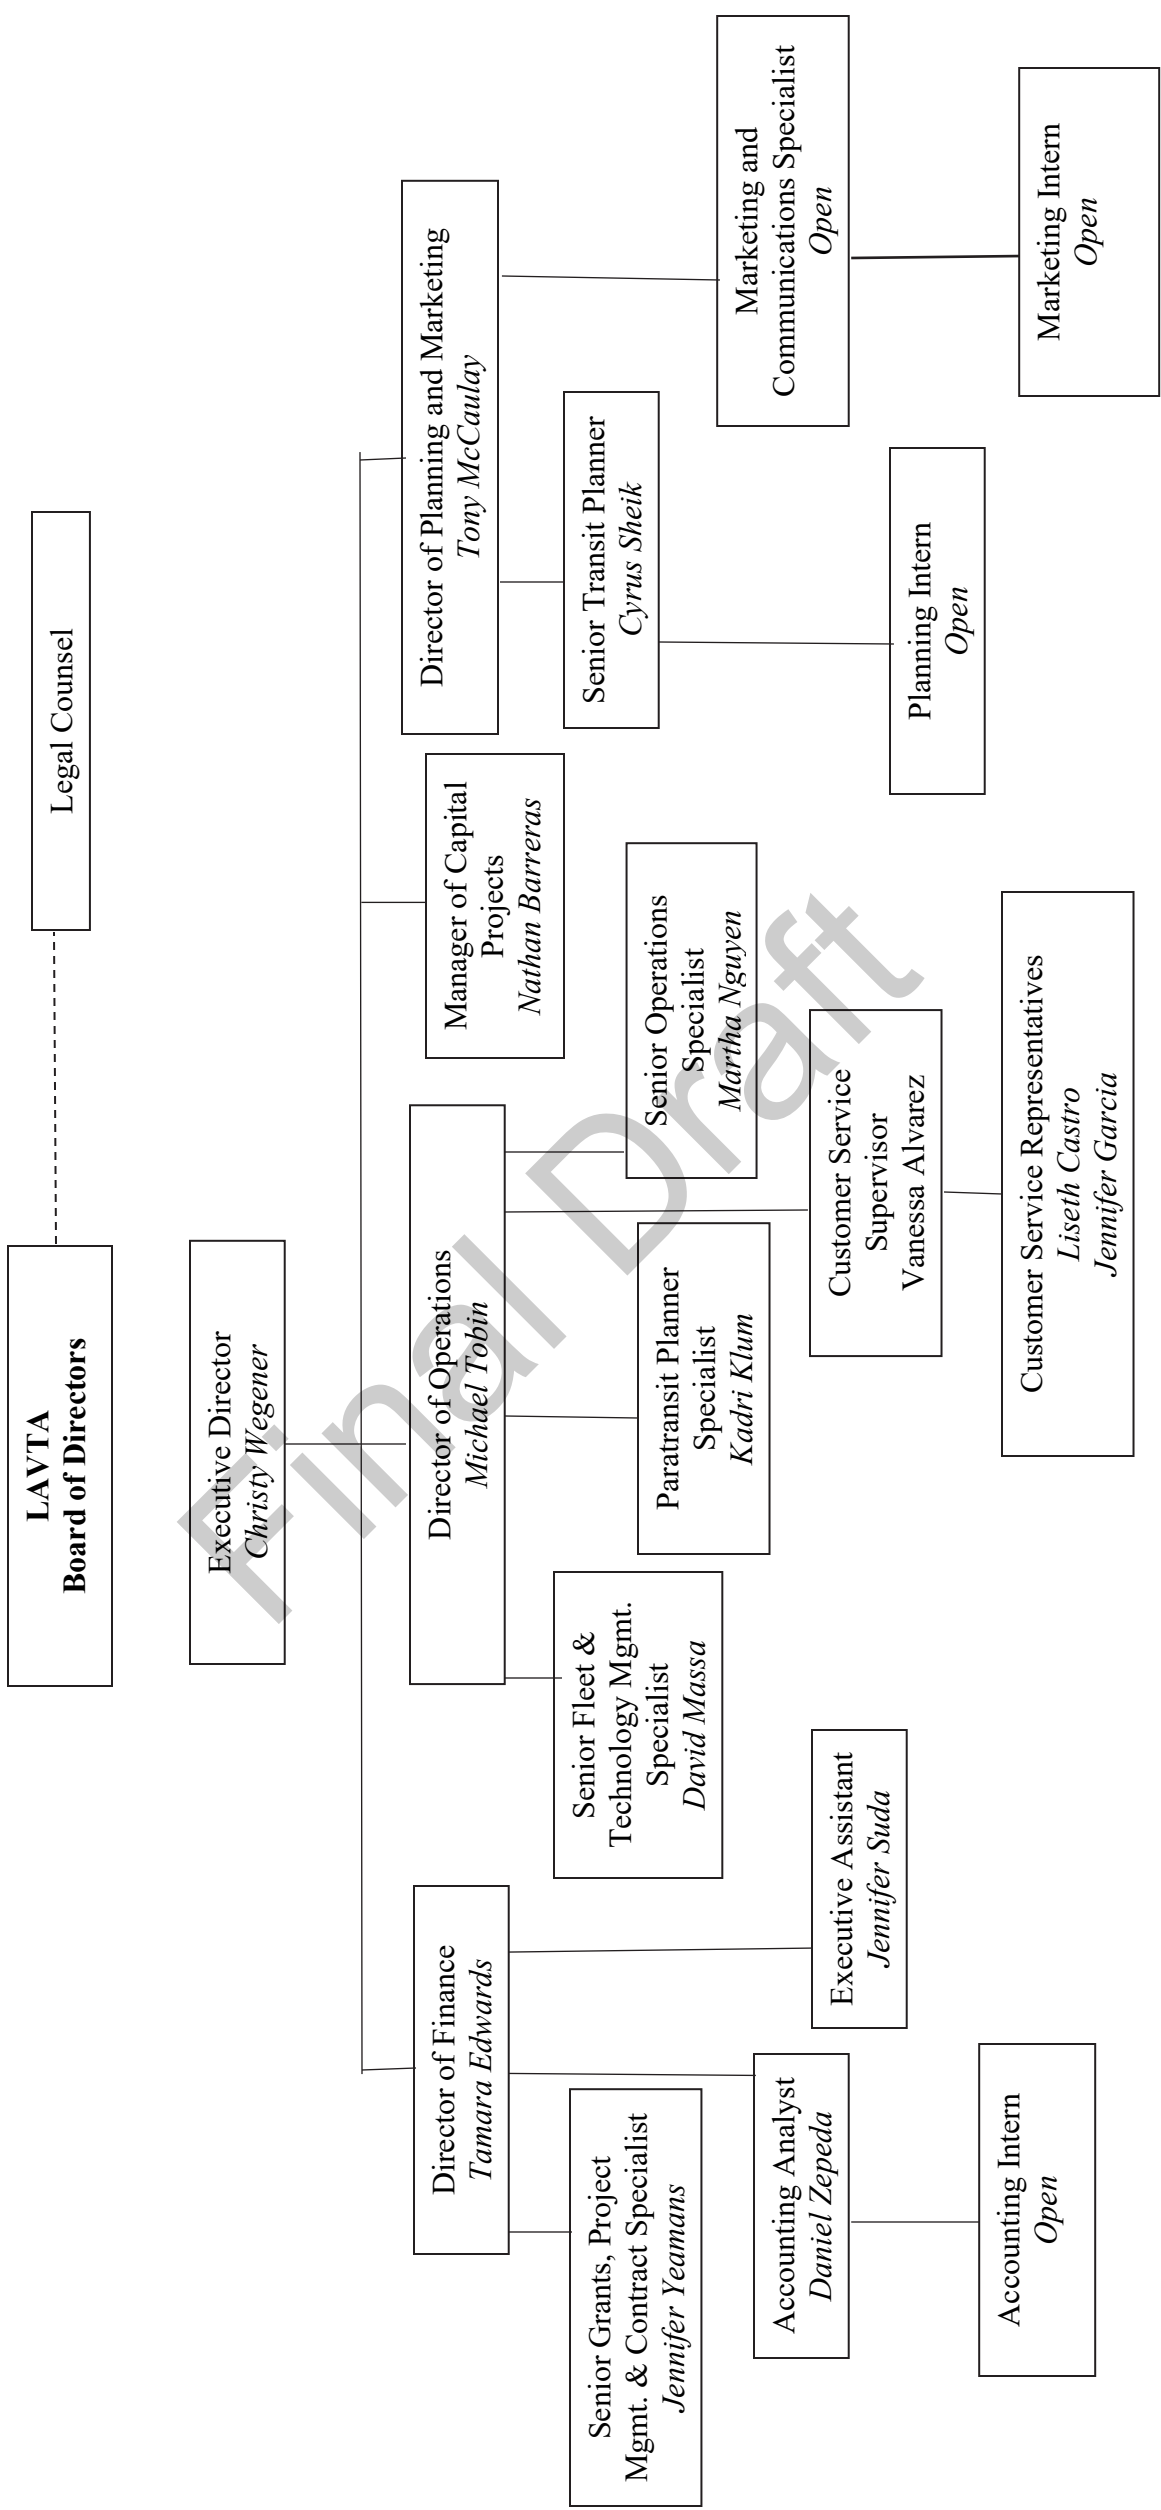 LAVTA
Board of Directors
Legal Counsel
Executive Director
Christy Wegener
Director of Finance
Tamara Edwards
Director of Operations
Michael Tobin
Manager of Capital
Projects
Nathan Barreras
Director of Planning and Marketing
Tony McCaulay
Senior Grants, Project
Mgmt. & Contract Specialist
Jennifer Yeamans
Senior Fleet &
Technology Mgmt.
Specialist
David Massa
Paratransit Planner
Specialist
Kadri Klum
Senior Operations
Specialist
Martha Nguyen
Senior Transit Planner
Cyrus Sheik
Marketing and
Communications Specialist
Open
Accounting Analyst
Daniel Zepeda
Executive Assistant
Jennifer Suda
Customer Service
Supervisor
Vanessa Alvarez
Planning Intern
Open
Accounting Intern
Open
Customer Service Representatives
Liseth Castro
Jennifer Garcia
Marketing Intern
Open
Final Draft